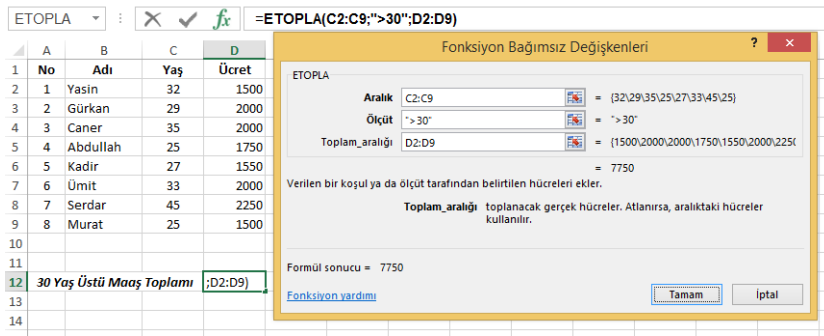 ETOPLA
=ETOPLA(C2:C9;">30";D2:D9)
A B C D
1 No Adı Yaş Ücret
2 1 Yasin 32 1500
3 2 Gürkan 29 2000
4 3 Caner 35 2000
5 4 Abdullah 25 1750
6 5 Kadir 27 1550
7 6 Ümit 33 2000
8 7 Serdar 45 2250
9 8 Murat 25 1500
10
11
12 30 Yaş Üstü Maaş Toplamı ;D2:D9)
13
14
Fonksiyon Bağımsız Değişkenleri ? ×
ETOPLA
Aralık C2:C9 = {32\29\35\25\27\33\45\25}
Ölçüt ">30" = ">30"
Toplam_aralığı D2:D9 = {1500\2000\2000\1750\1550\2000\2250
= 7750
Verilen bir koşul ya da ölçüt tarafından belirtilen hücreleri ekler.
Toplam_aralığı toplanacak gerçek hücreler. Atlanırsa, aralıktaki hücreler
kullanılır.
Formül sonucu = 7750
Fonksiyon yardımı
Tamam İptal